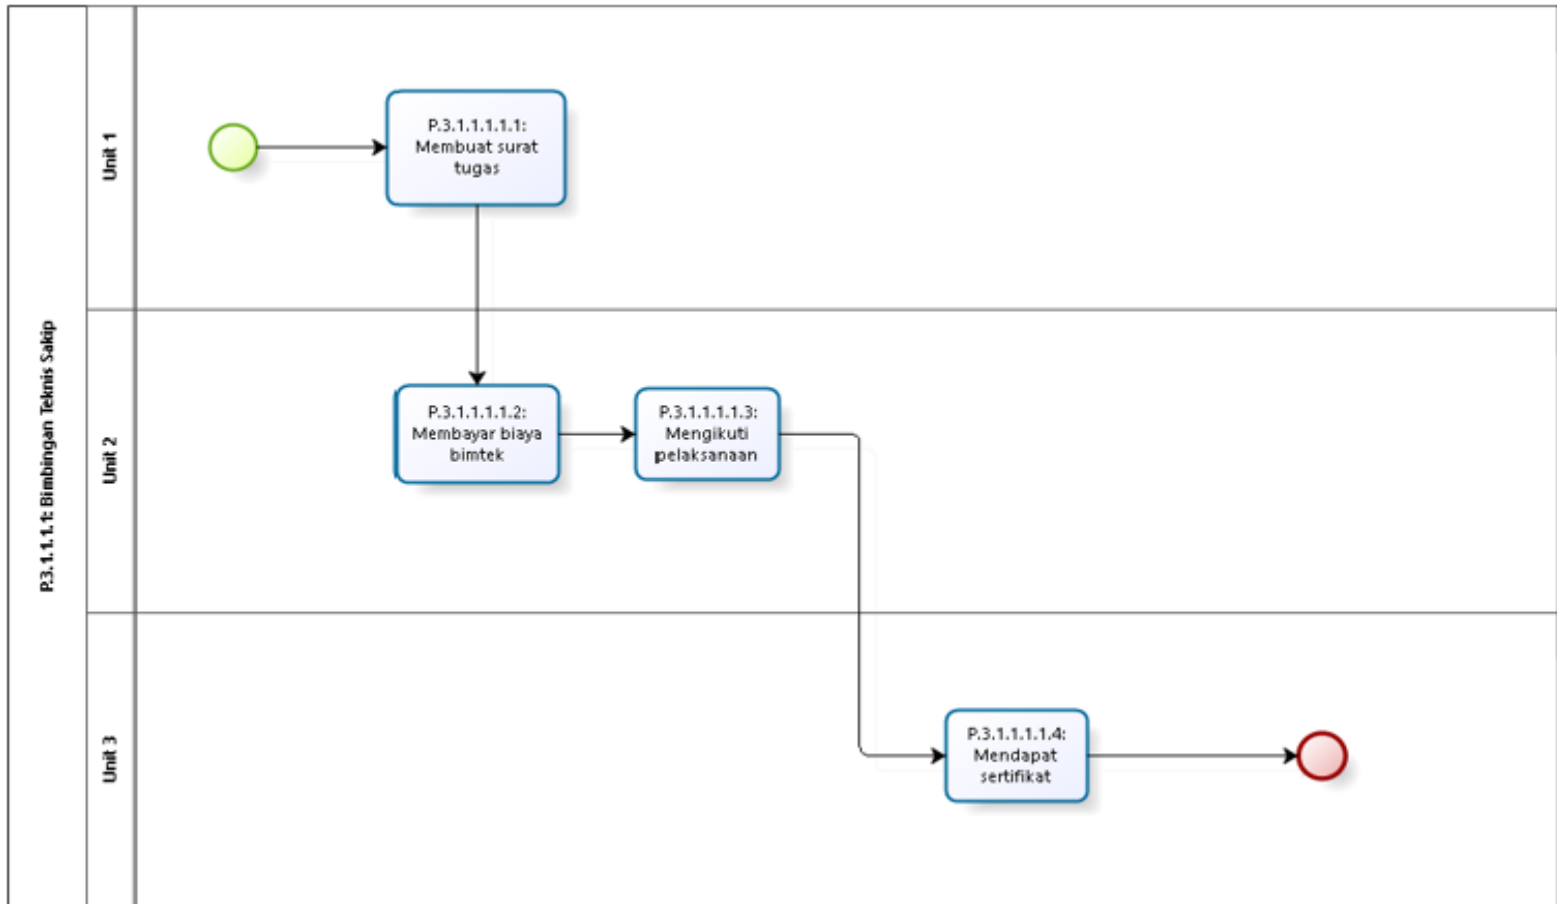 P.3.1.1.1.1: Bimbingan Teknis Sakip
Unit 1
P.3.1.1.1.1.1:
Membuat surat
tugas
Unit 2
P.3.1.1.1.1.2:
Membayar biaya
bimtek
P.3.1.1.1.1.3:
Mengikuti
pelaksanaan
Unit 3
P.3.1.1.1.1.4:
Mendapat
sertifikat